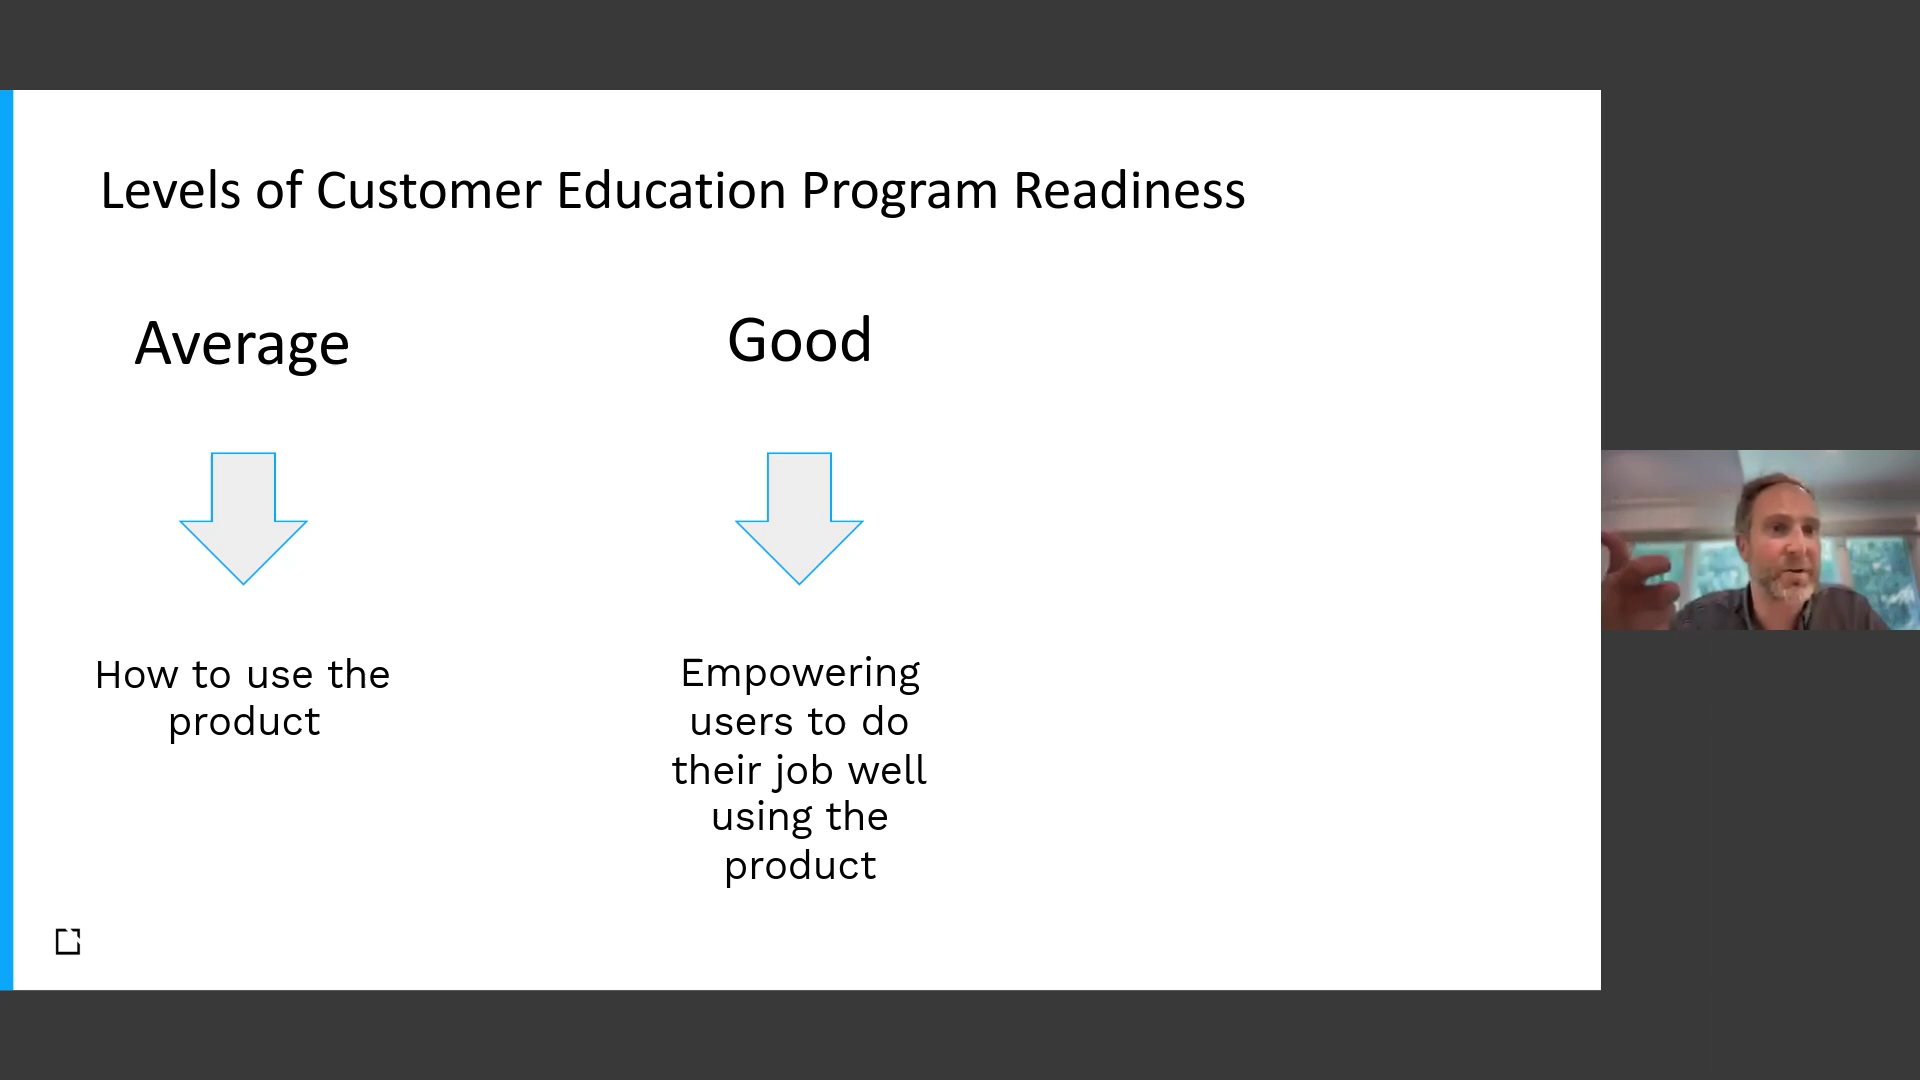 Levels of Customer Education Program Readiness
Average
How to use the
product
Good
Empowering
users to do
their job well
using the
product